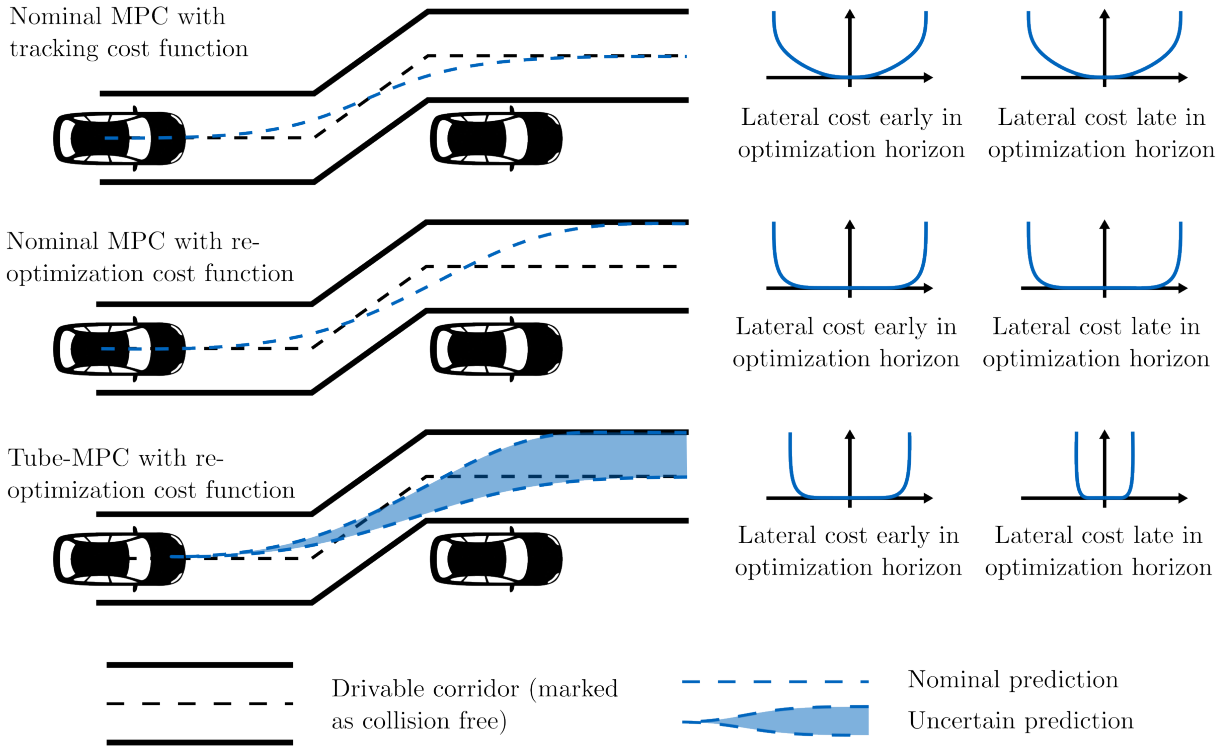 Nominal MPC with
tracking cost function
Lateral cost early in
optimization horizon
Lateral cost late in
optimization horizon
Nominal MPC with re-
optimization cost function
Lateral cost early in
optimization horizon
Lateral cost late in
optimization horizon
Tube-MPC with re-
optimization cost function
Lateral cost early in
optimization horizon
Lateral cost late in
optimization horizon
Drivable corridor (marked
as collision free)
Nominal prediction
Uncertain prediction